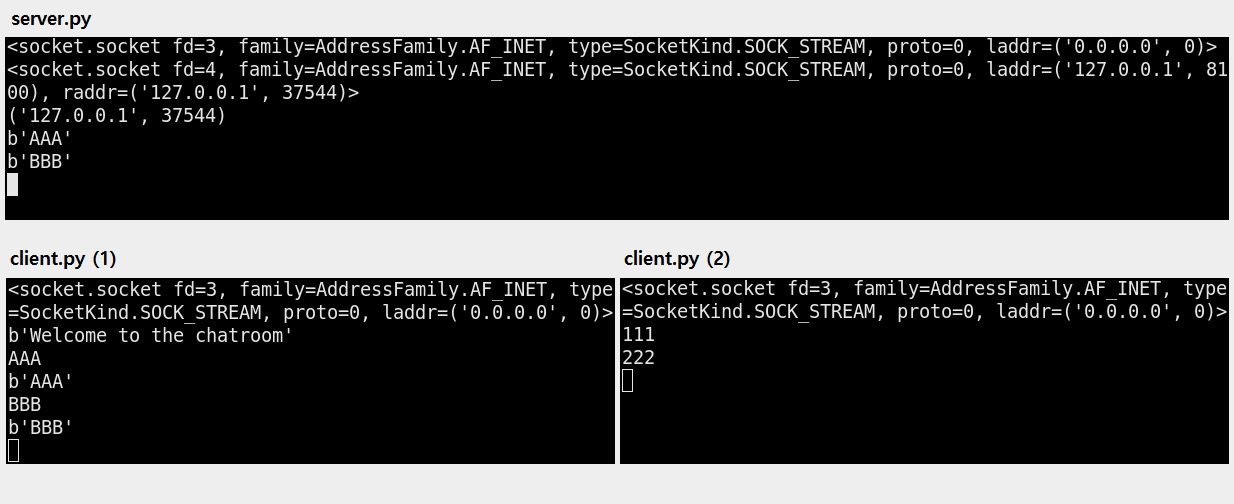 server.py
<socket.socket fd=3, family=AddressFamily.AF_INET, type=SocketKind.SOCK_STREAM, proto=0, laddr=('0.0.0.0', 0)>
<socket.socket fd=4, family=AddressFamily.AF_INET, type=SocketKind.SOCK_STREAM, proto=0, laddr=('127.0.0.1', 81
00), raddr=('127.0.0.1', 37544)>
('127.0.0.1', 37544)
b'AAA'
b'BBB'
client.py (1)
<socket.socket fd=3, family=AddressFamily.AF_INET, type
=SocketKind.SOCK_STREAM, proto=0, laddr=('0.0.0.0', 0)>
b'Welcome to the chatroom'
AAA
b'AAA'
BBB
b'BBB'
client.py (2)
<socket.socket fd=3, family=AddressFamily.AF_INET, type
=SocketKind.SOCK_STREAM, proto=0, laddr=('0.0.0.0', 0)>
111
222